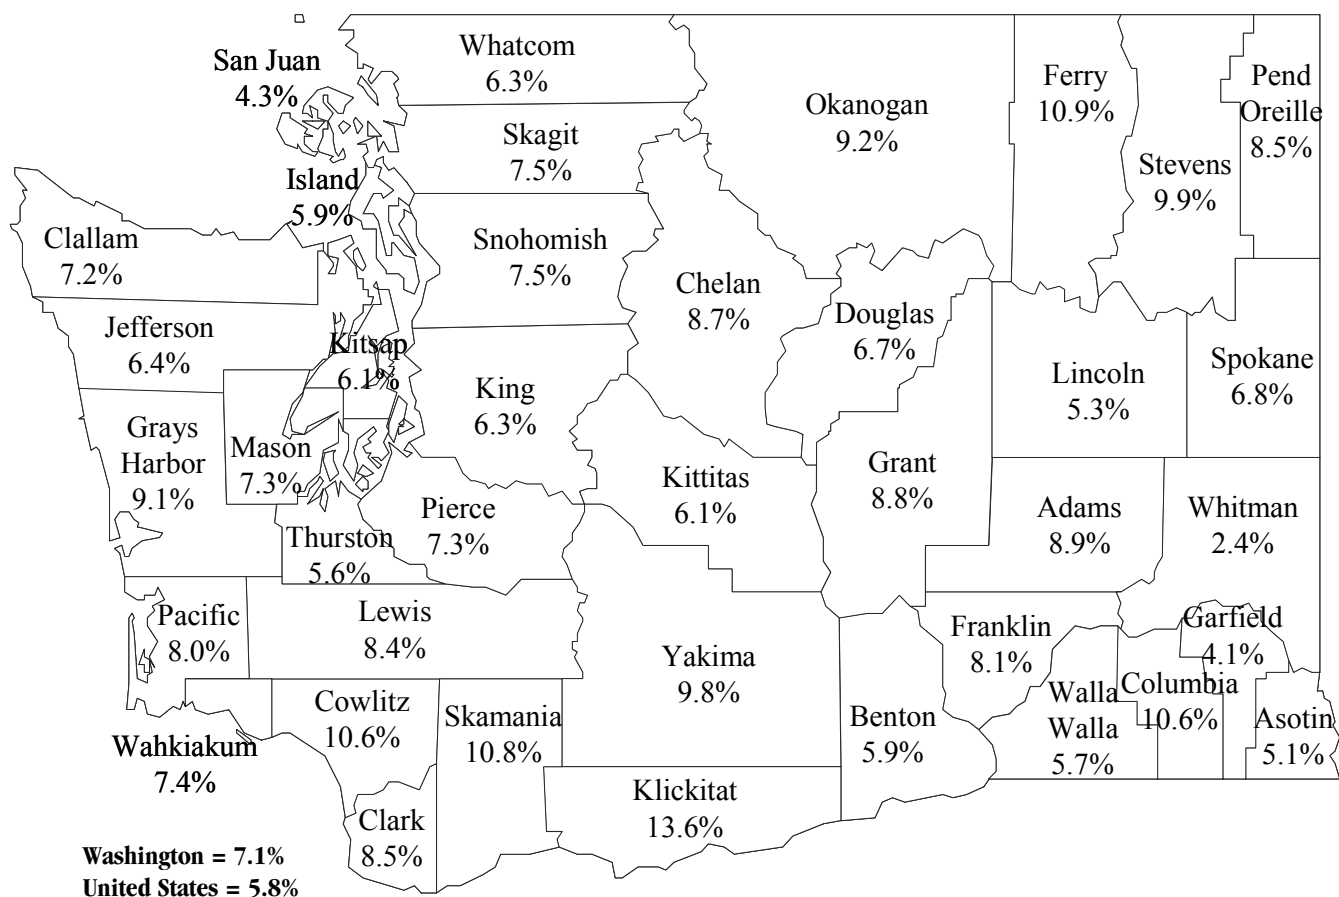 San Juan
4.3%
Whatcom
6.3%
Skagit
7.5%
Island
5.9%
Okanogan
9.2%
Ferry
10.9%
Pend
Oreille
8.5%
Stevens
9.9%
Clallam
7.2%
Snohomish
7.5%
Chelan
8.7%
Douglas
6.7%
Jefferson
6.4%
Kitsap
6.1%
King
6.3%
Lincoln
5.3%
Spokane
6.8%
Grays
Harbor
9.1%
Mason
7.3%
Kittitas
6.1%
Grant
8.8%
Pierce
7.3%
Adams
8.9%
Whitman
2.4%
Thurston
5.6%
Pacific
8.0%
Lewis
8.4%
Yakima
9.8%
Franklin
8.1%
Garfield
4.1%
Columbia
10.6%
Walla
Walla
5.7%
Asotin
5.1%
Benton
5.9%
Cowlitz
10.6%
Skamania
10.8%
Wahkiakum
7.4%
Klickitat
13.6%
Clark
8.5%
Washington = 7.1%
United States = 5.8%